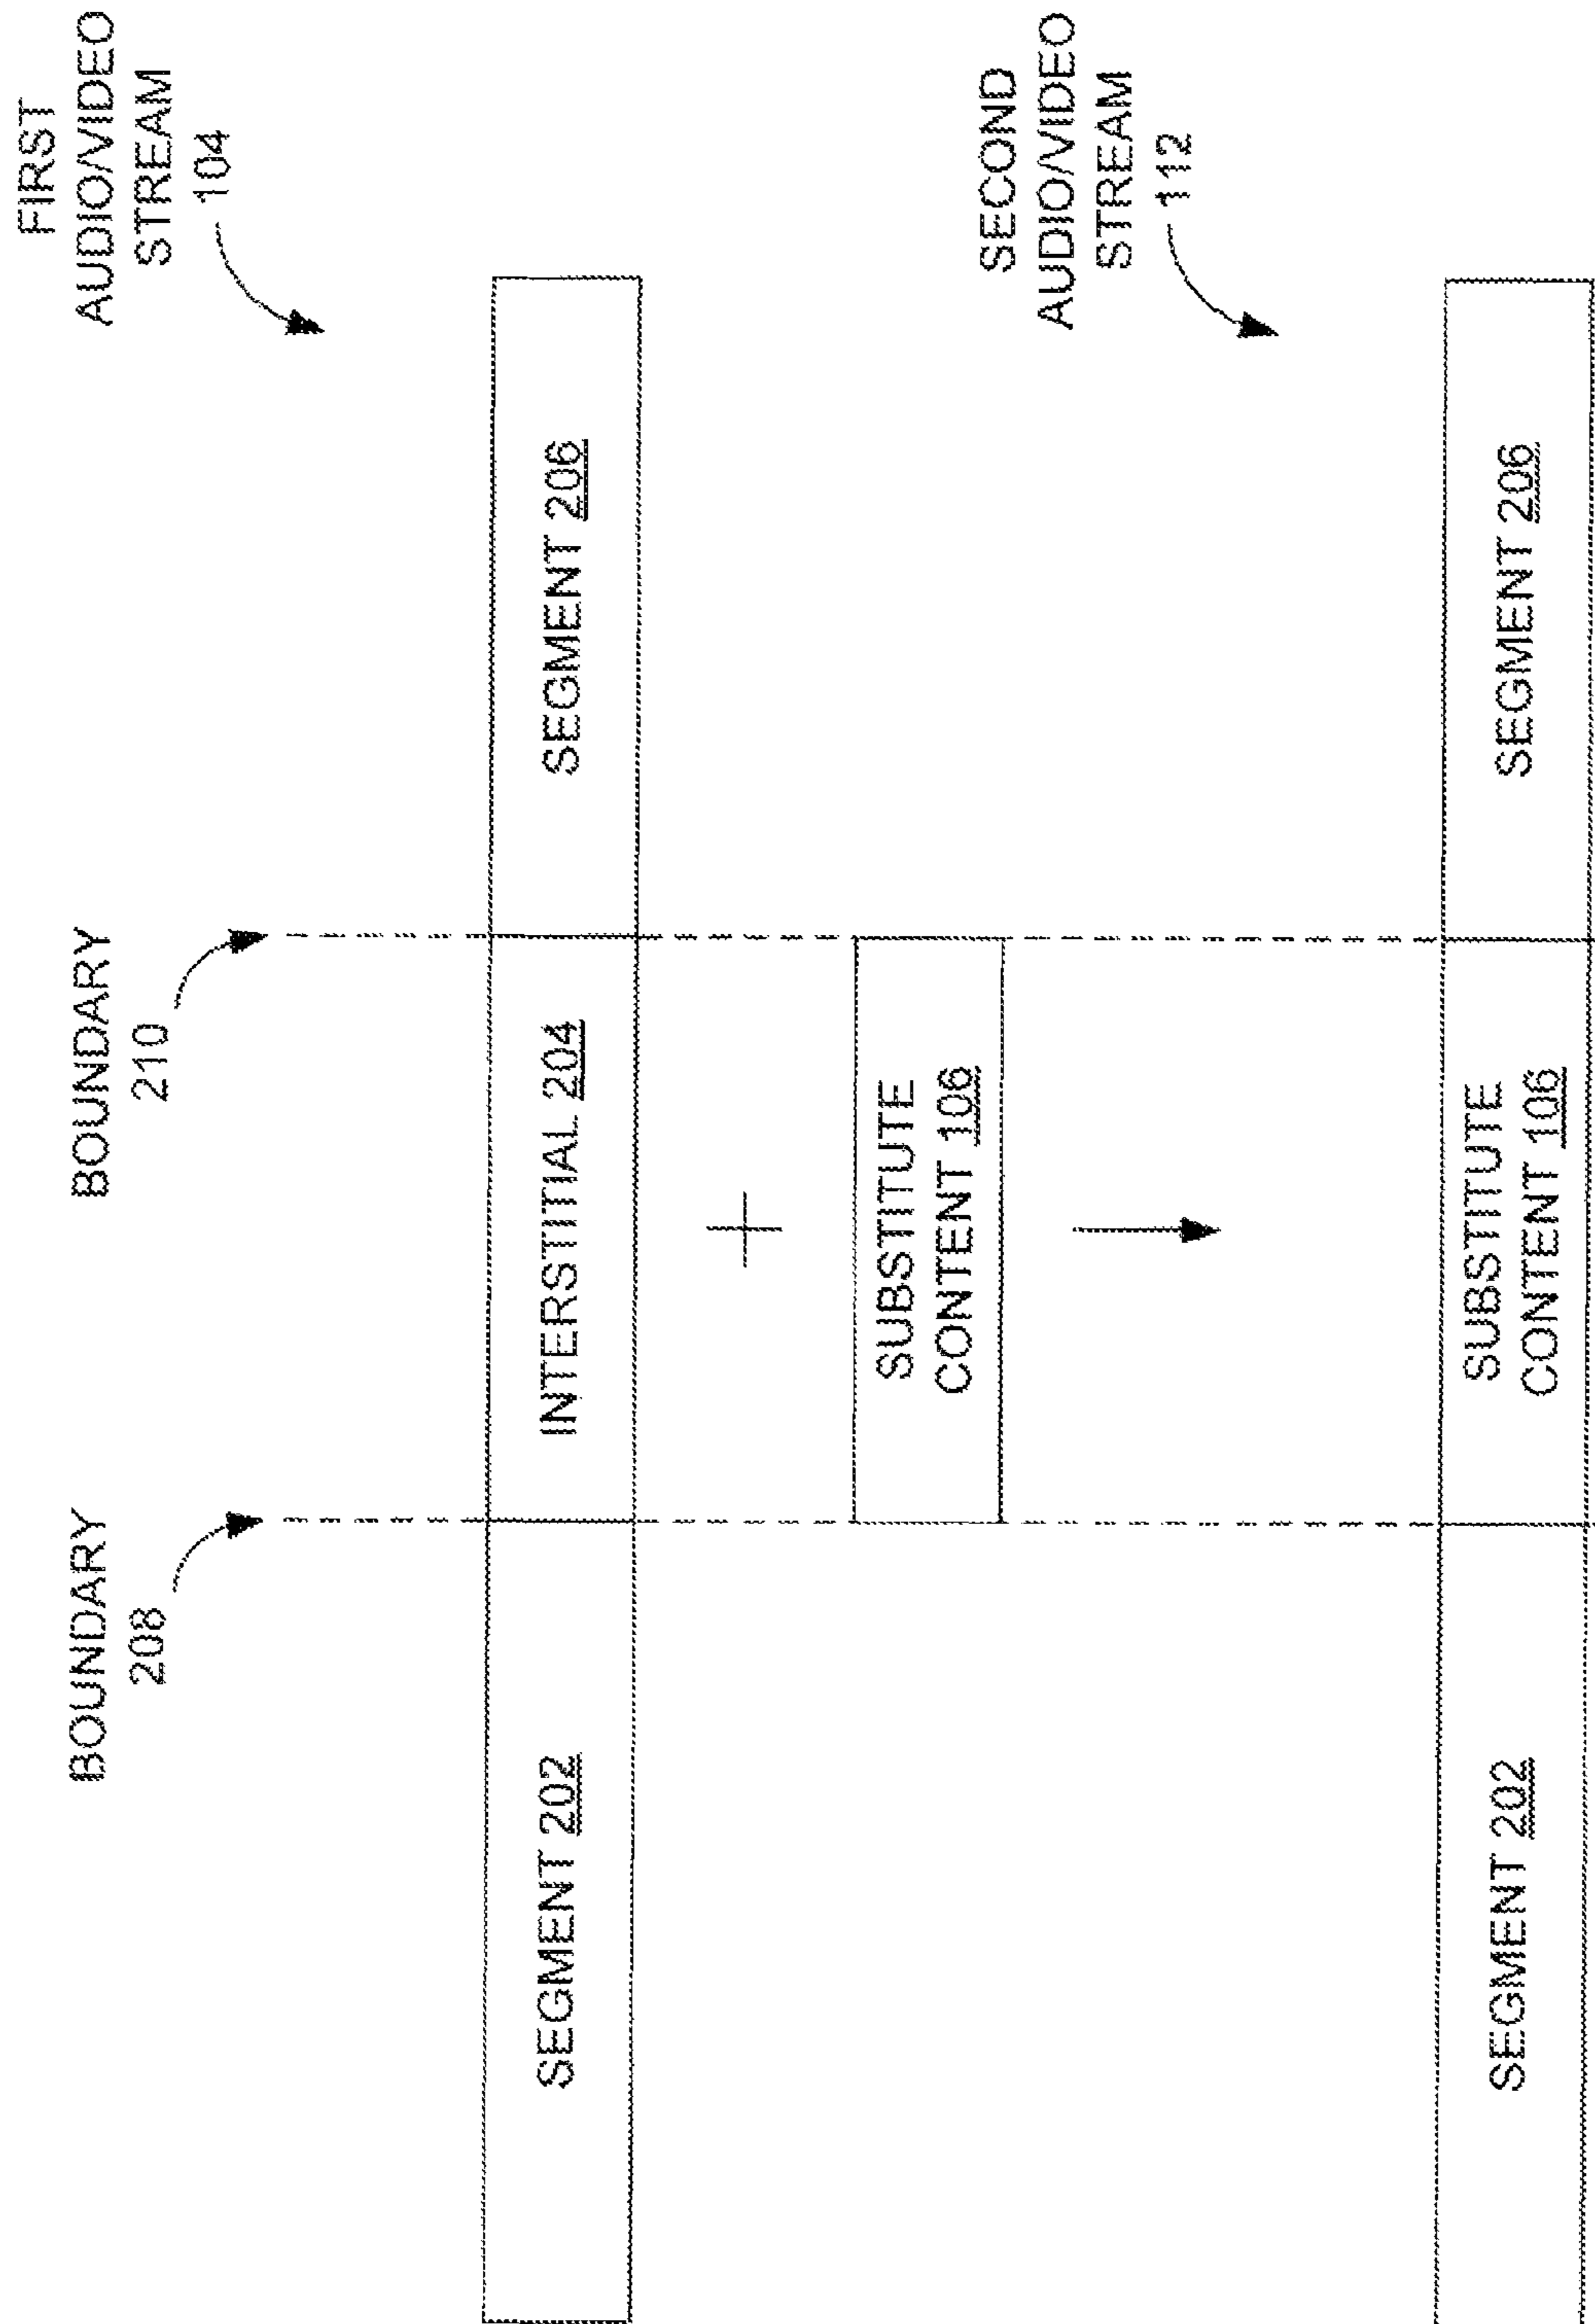 FIRST
AUDIO/VIDEO
STREAM
104
BOUNDARY
208
BOUNDARY
210
SEGMENT 202
INTERSTITIAL 204
SEGMENT 206
SUBSTITUTE
CONTENT 106
SECOND
AUDIO/VIDEO
STREAM
112
SEGMENT 202
SUBSTITUTE
CONTENT 106
SEGMENT 206